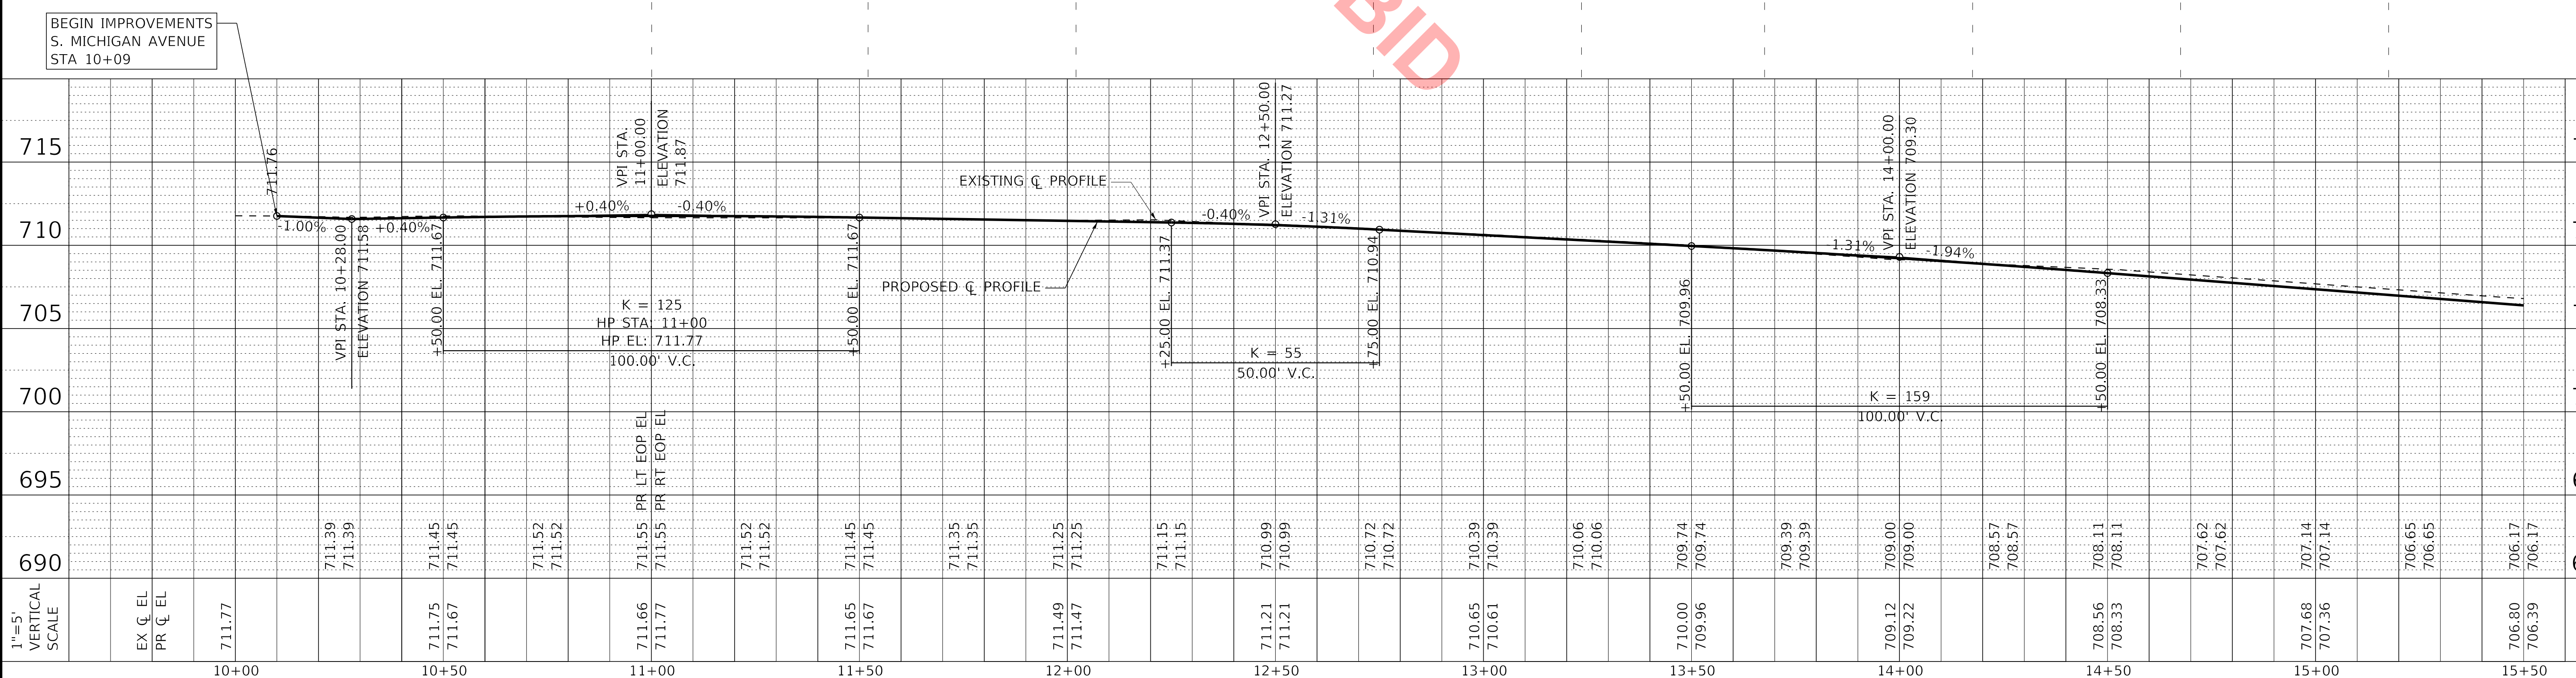 BID
BEGIN IMPROVEMENTS
S. MICHIGAN AVENUE
STA 10+09
715
710
705
700
695
690
711.76
-1.00%
VPI STA. 10+28.00
ELEVATION 711.58
+0.40%
+50.00 EL. 711.67
VPI STA.
11+00.00
ELEVATION
711.87
+0.40%
-0.40%
K = 125
HP STA: 11+00
HP EL: 711.77
100.00' V.C.
+50.00 EL. 711.67
EXISTING ℄ PROFILE
PROPOSED ℄ PROFILE
+25.00 EL. 711.37
-0.40%
VPI STA. 12+50.00
ELEVATION 711.27
-1.31%
K = 55
50.00' V.C.
+75.00 EL. 710.94
+50.00 EL. 709.96
-1.31%
VPI STA. 14+00.00
ELEVATION 709.30
-1.94%
K = 159
100.00' V.C.
+50.00 EL. 708.33
PR LT EOP EL
PR RT EOP EL
711.39
711.39
711.45
711.45
711.52
711.52
711.55
711.55
711.52
711.52
711.45
711.45
711.35
711.35
711.25
711.25
711.15
711.15
710.99
710.99
710.72
710.72
710.39
710.39
710.06
710.06
709.74
709.74
709.39
709.39
709.00
709.00
708.57
708.57
708.11
708.11
707.62
707.62
707.14
707.14
706.65
706.65
706.17
706.17
1"=5'
VERTICAL
SCALE
EX ℄ EL
PR ℄ EL
711.77
711.75
711.67
711.66
711.77
711.65
711.67
711.49
711.47
711.21
711.21
710.65
710.61
710.00
709.96
709.12
709.22
708.56
708.33
707.68
707.36
706.80
706.39
10+00
10+50
11+00
11+50
12+00
12+50
13+00
13+50
14+00
14+50
15+00
15+50